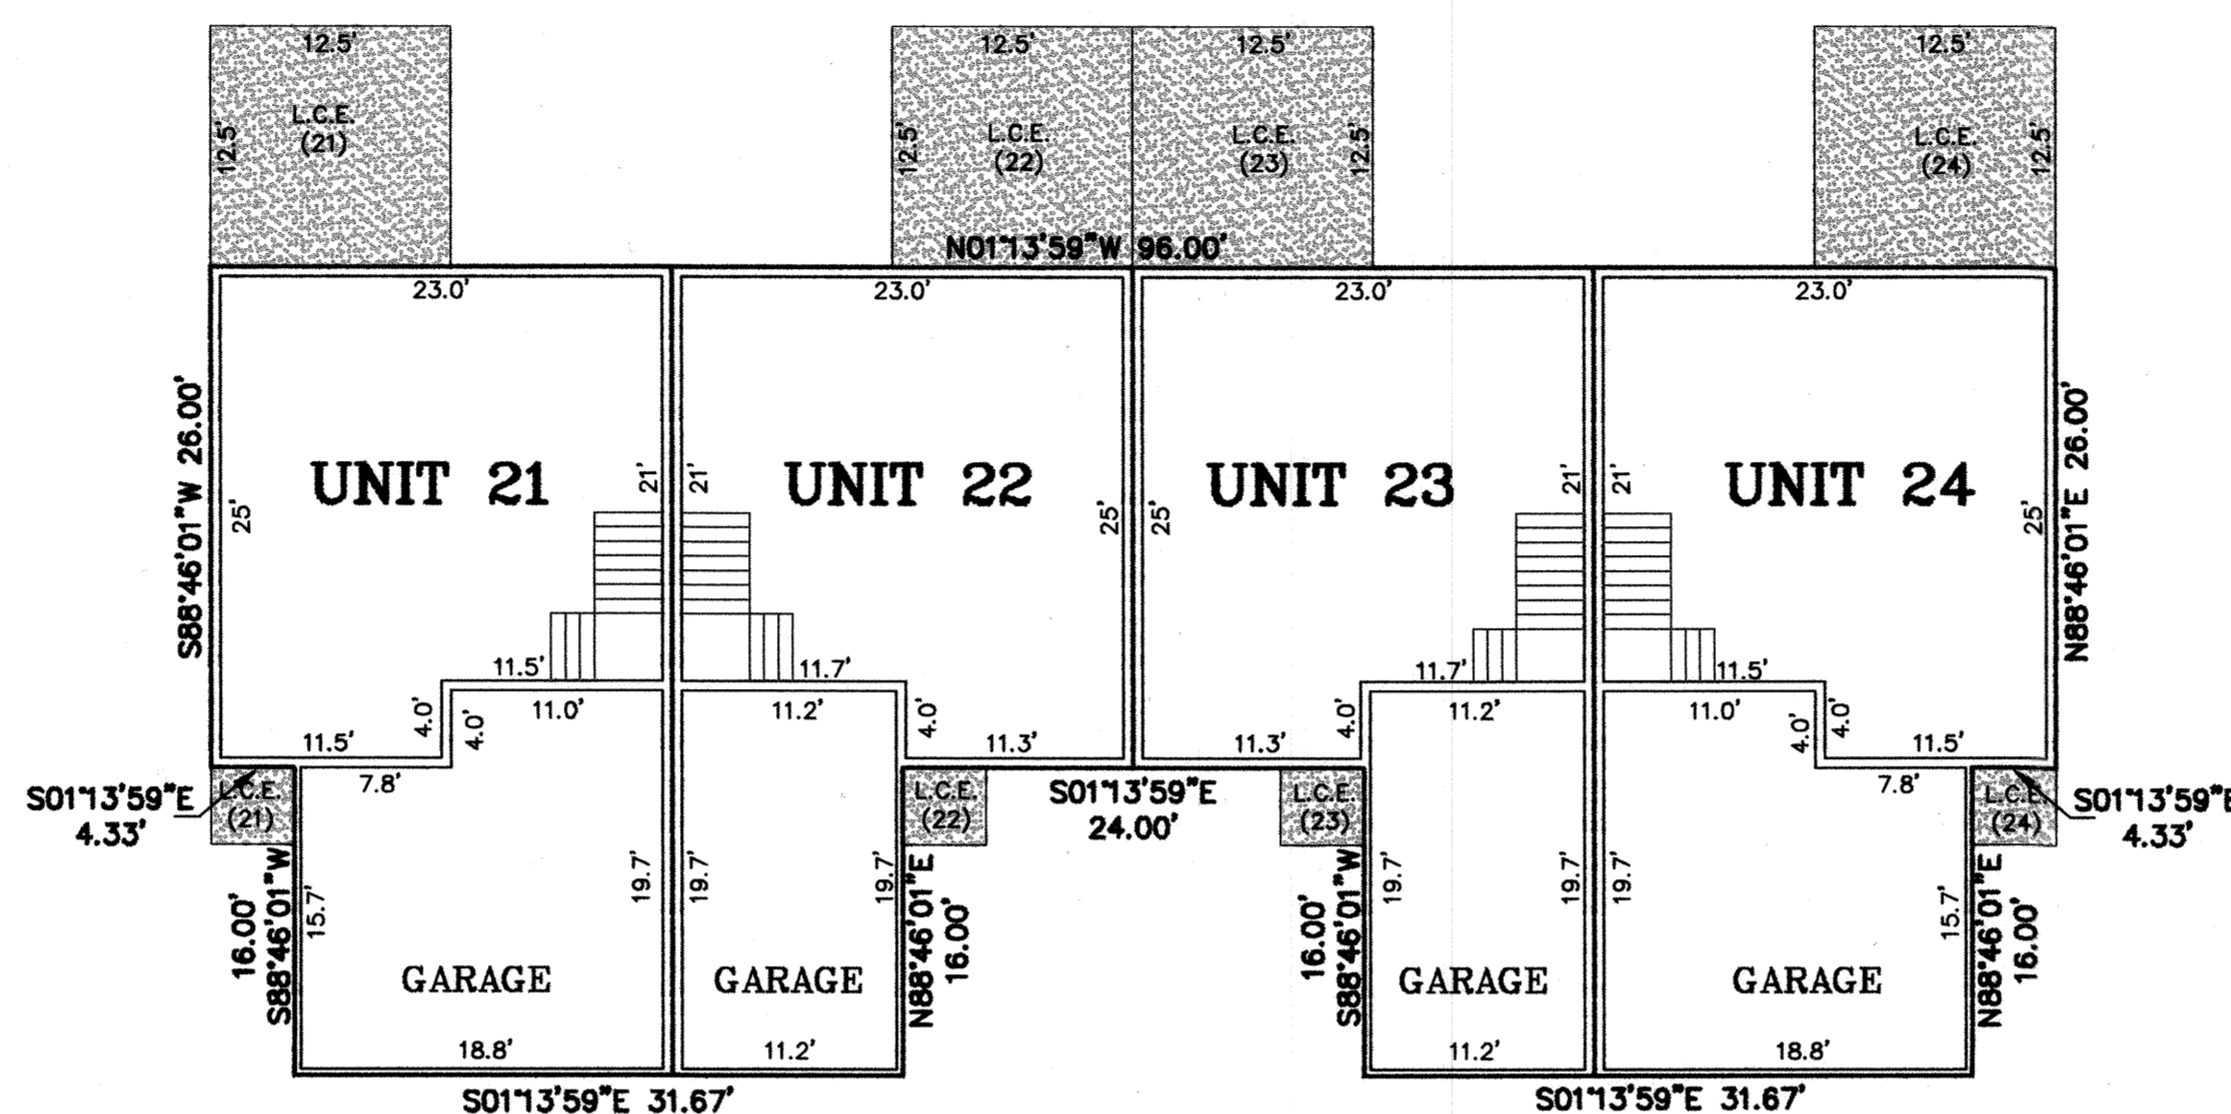 12.5'
12.5'
12.5'
12.5'
L.C.E.
(21)
12.5'
L.C.E.
(22)
12.5'
L.C.E.
(23)
12.5'
L.C.E.
(24)
12.5'
N01°13'59"W 96.00'
23.0'
23.0'
23.0'
23.0'
S88°46'01"W 26.00'
25'
UNIT 21
21'
21'
UNIT 22
25'
25'
UNIT 23
21'
21'
UNIT 24
25'
N88°46'01"E 26.00'
11.5'
11.7'
11.7'
11.5'
11.0'
11.2'
11.2'
11.0'
4.0'
4.0'
4.0'
4.0'
4.0'
4.0'
11.5'
11.3'
11.3'
11.5'
7.8'
7.8'
S01°13'59"E
4.33'
L.C.E.
(21)
L.C.E.
(22)
S01°13'59"E
24.00'
L.C.E.
(23)
L.C.E.
(24)
S01°13'59"E
4.33'
16.00'
S88°46'01"W
15.7'
19.7'
19.7'
19.7'
N88°46'01"E
16.00'
16.00'
S88°46'01"W
19.7'
19.7'
19.7'
15.7'
N88°46'01"E
16.00'
GARAGE
GARAGE
GARAGE
GARAGE
18.8'
11.2'
11.2'
18.8'
S01°13'59"E 31.67'
S01°13'59"E 31.67'